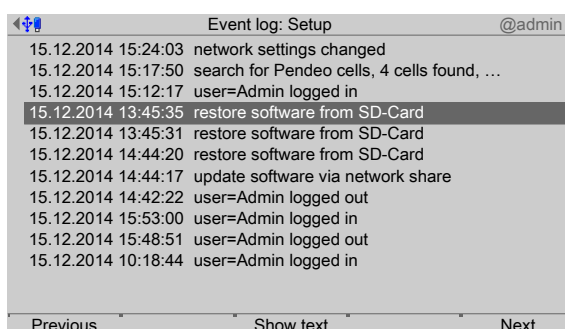 Event log: Setup @admin
15.12.2014 15:24:03 network settings changed
15.12.2014 15:17:50 search for Pendeo cells, 4 cells found, …
15.12.2014 15:12:17 user=Admin logged in
15.12.2014 13:45:35 restore software from SD-Card
15.12.2014 13:45:31 restore software from SD-Card
15.12.2014 14:44:20 restore software from SD-Card
15.12.2014 14:44:17 update software via network share
15.12.2014 14:42:22 user=Admin logged out
15.12.2014 15:53:00 user=Admin logged in
15.12.2014 15:48:51 user=Admin logged out
15.12.2014 10:18:44 user=Admin logged in
Previous Show text Next